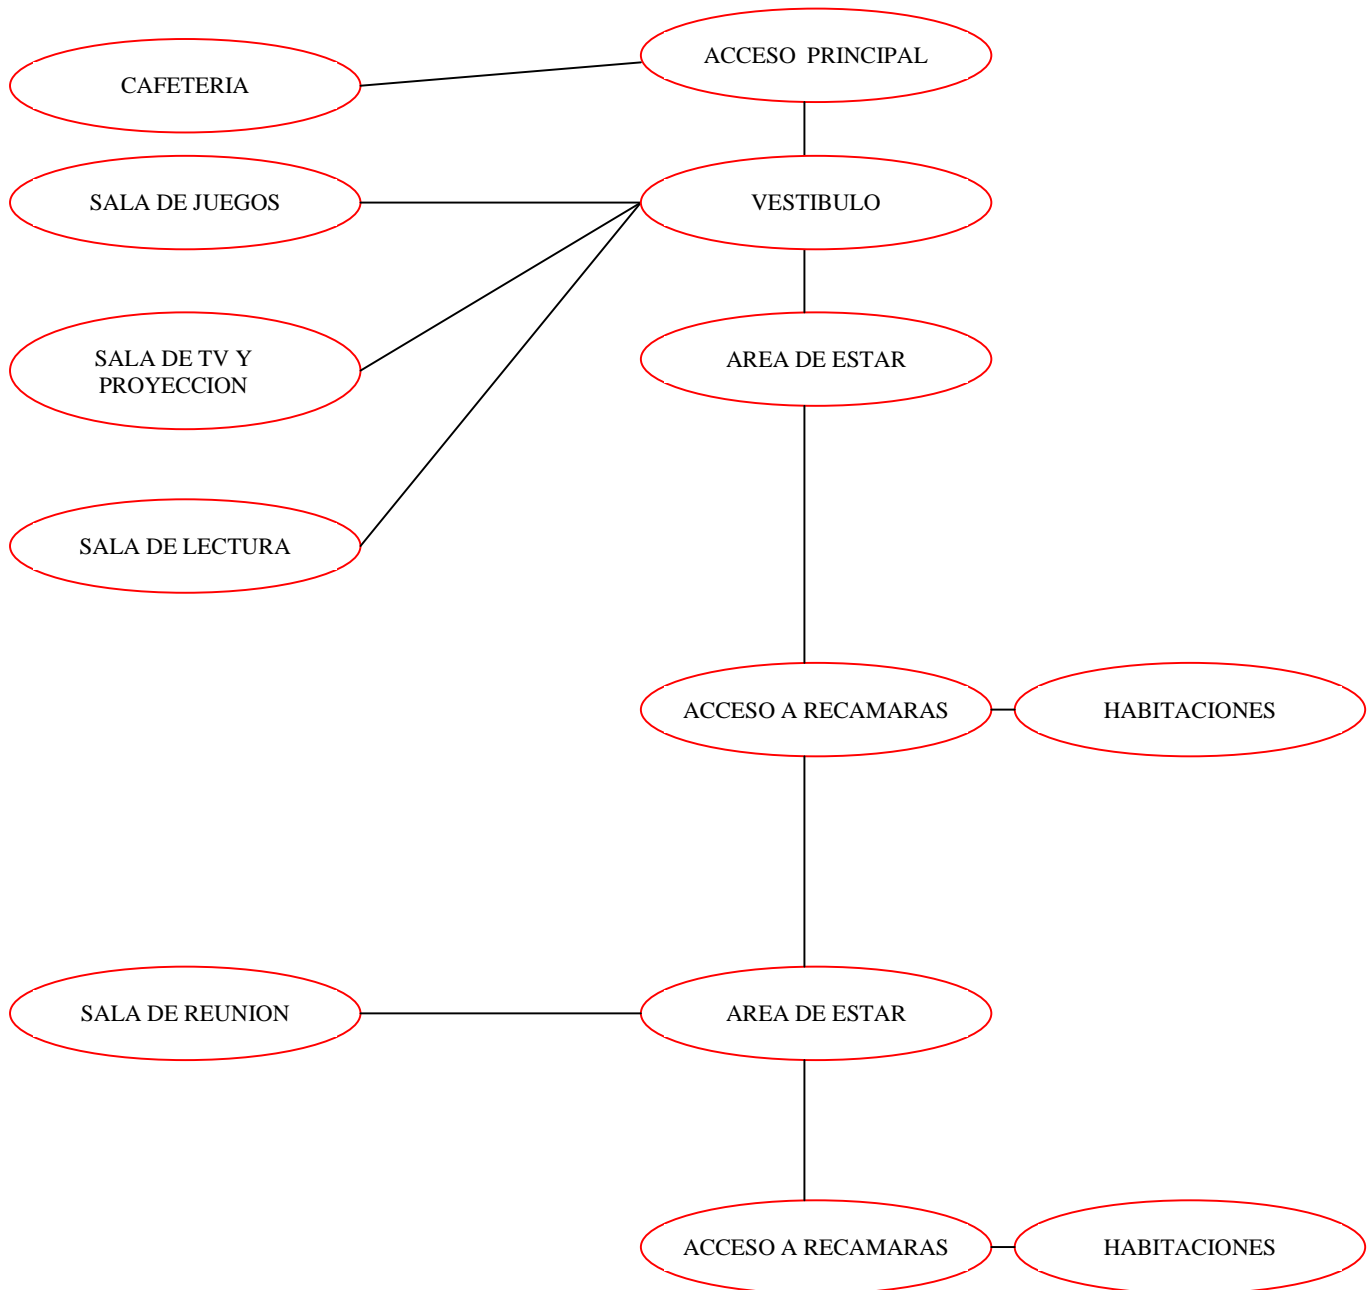 ACCESO PRINCIPAL
CAFETERIA
SALA DE JUEGOS
VESTIBULO
SALA DE TV Y
PROYECCION
AREA DE ESTAR
SALA DE LECTURA
ACCESO A RECAMARAS
HABITACIONES
SALA DE REUNION
AREA DE ESTAR
ACCESO A RECAMARAS
HABITACIONES